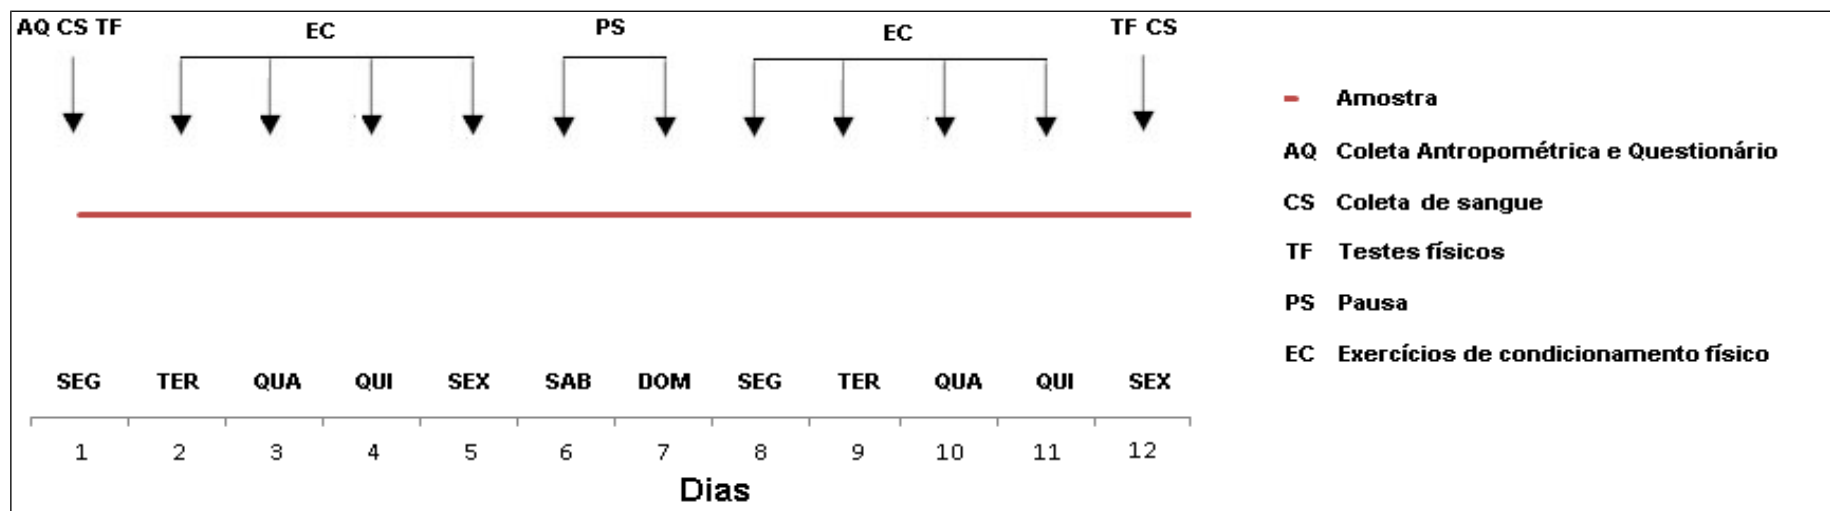 AQ CS TF EC PS EC TF CS
Amostra
AQ Coleta Antropométrica e Questionário
CS Coleta de sangue
TF Testes físicos
PS Pausa
EC Exercícios de condicionamento físico
SEG TER QUA QUI SEX SAB DOM SEG TER QUA QUI SEX
1 2 3 4 5 6 7 8 9 10 11 12
Dias